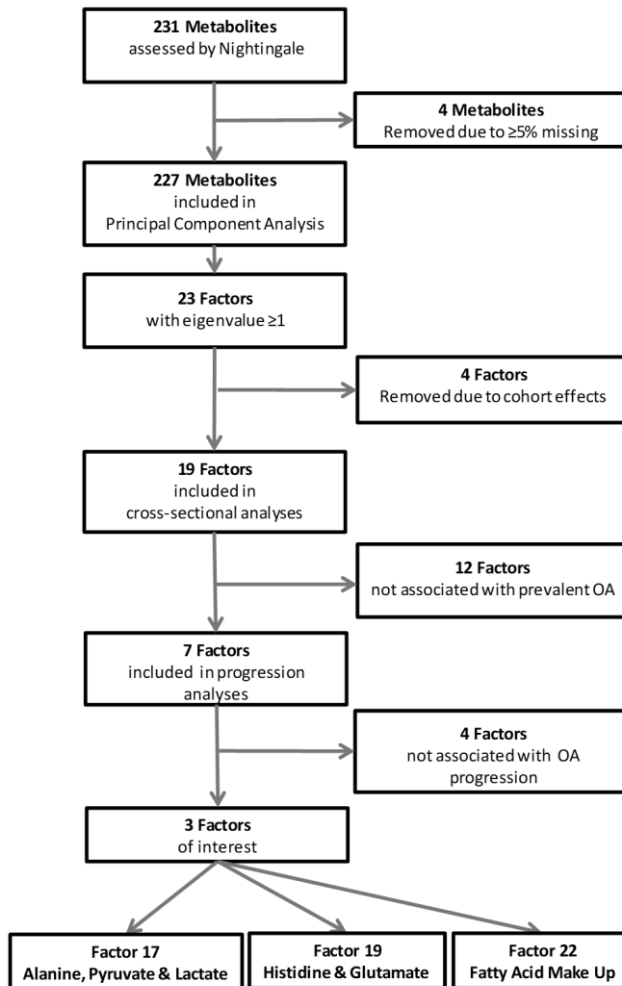 231 Metabolites
assessed by Nightingale
4 Metabolites
Removed due to ≥5% missing
227 Metabolites
included in
Principal Component Analysis
23 Factors
with eigenvalue ≥1
4 Factors
Removed due to cohort effects
19 Factors
included in
cross-sectional analyses
12 Factors
not associated with prevalent OA
7 Factors
included in progression
analyses
4 Factors
not associated with OA
progression
3 Factors
of interest
Factor 17
Alanine, Pyruvate & Lactate
Factor 19
Histidine & Glutamate
Factor 22
Fatty Acid Make Up